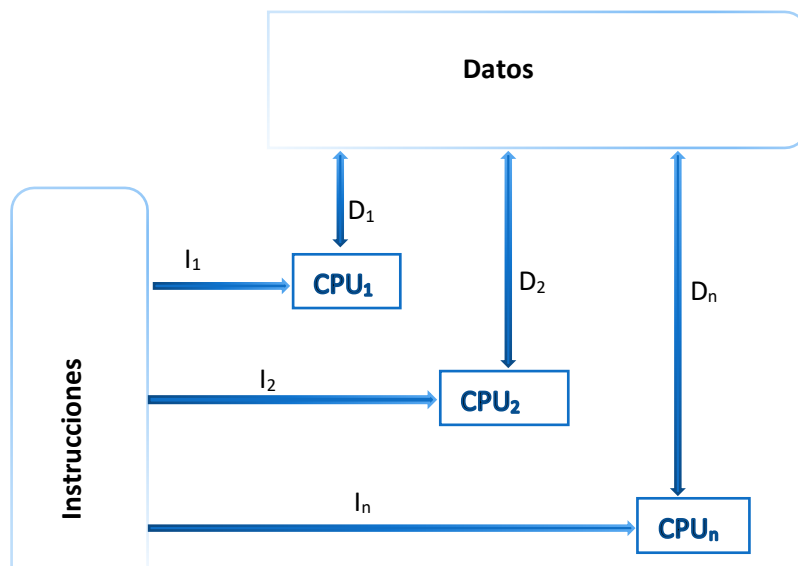 Datos
D₁
I₁
CPU₁
D₂
Dₙ
I₂
CPU₂
Instrucciones
Iₙ
CPUₙ